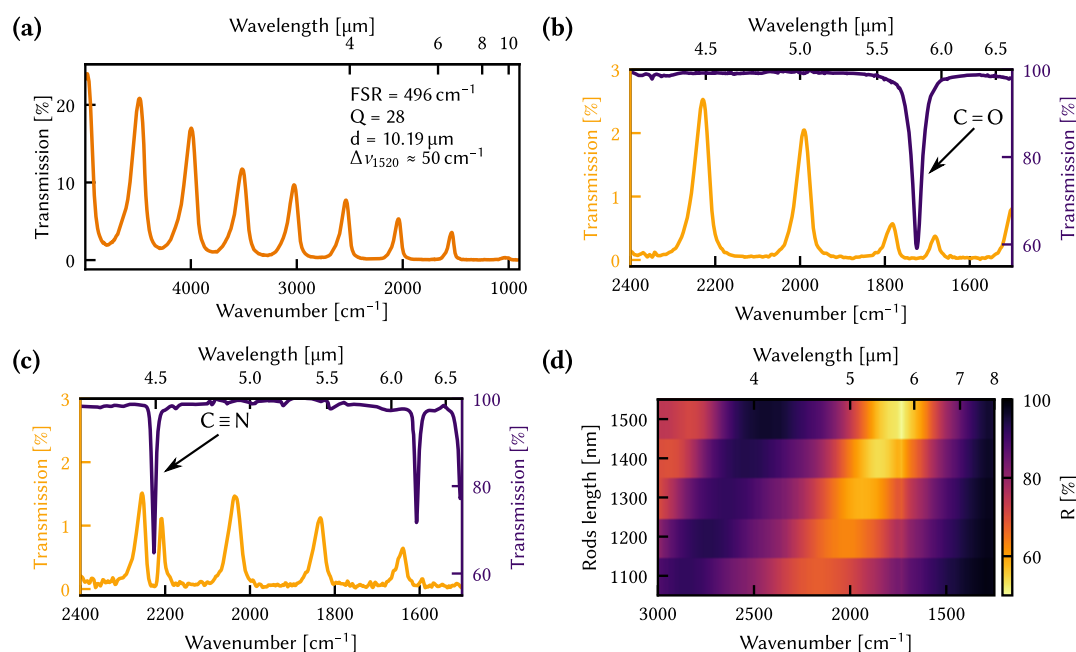 (a)
Wavelength [µm]
4 6 8 10
Transmission [%]
20
10
0
FSR = 496 cm⁻¹
Q = 28
d = 10.19 µm
Δν₁₅₂₀ ≈ 50 cm⁻¹
4000 3000 2000 1000
Wavenumber [cm⁻¹]
(b)
Wavelength [µm]
4.5 5.0 5.5 6.0 6.5
Transmission [%]
3
2
1
0
C = O
100
80
60
Transmission [%]
2400 2200 2000 1800 1600
Wavenumber [cm⁻¹]
(c)
Wavelength [µm]
4.5 5.0 5.5 6.0 6.5
Transmission [%]
3
2
1
0
C ≡ N
100
80
60
Transmission [%]
2400 2200 2000 1800 1600
Wavenumber [cm⁻¹]
(d)
Wavelength [µm]
4 5 6 7 8
Rods length [nm]
1500
1400
1300
1200
1100
100
80
60
R [%]
3000 2500 2000 1500
Wavenumber [cm⁻¹]